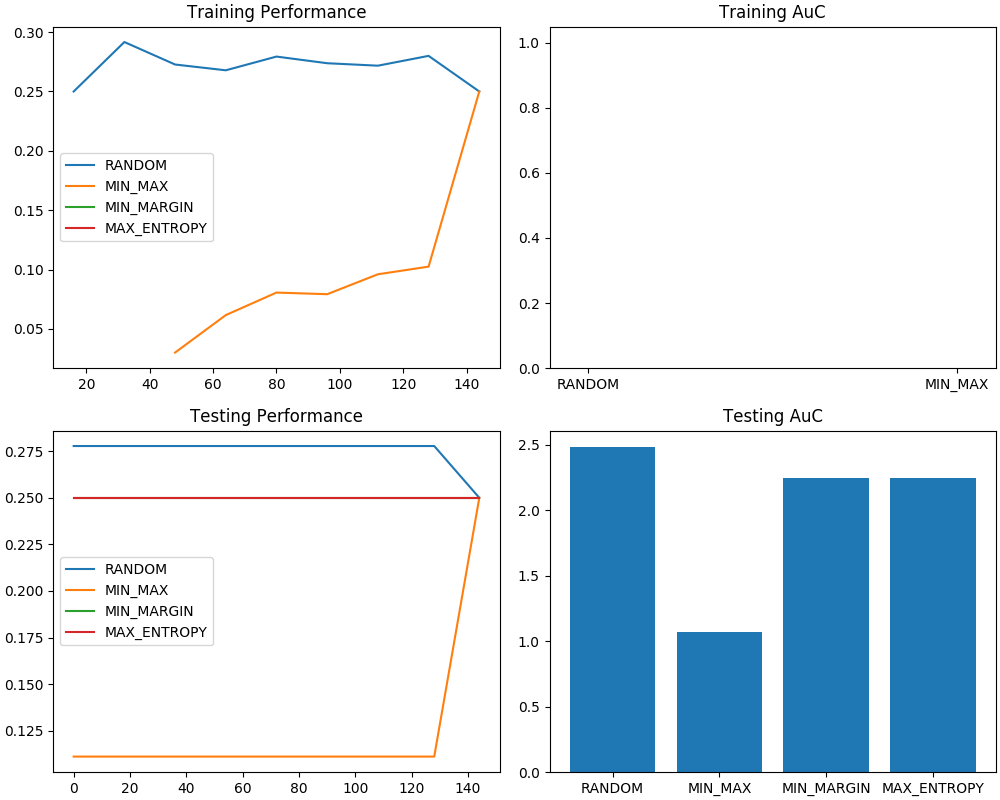 Training Performance
0.30
0.25
0.20
0.15
0.10
0.05
RANDOM
MIN_MAX
MIN_MARGIN
MAX_ENTROPY
20 40 60 80 100 120 140
Training AuC
1.0
0.8
0.6
0.4
0.2
0.0
RANDOM MIN_MAX
Testing Performance
0.275
0.250
0.225
0.200
0.175
0.150
0.125
RANDOM
MIN_MAX
MIN_MARGIN
MAX_ENTROPY
0 20 40 60 80 100 120 140
Testing AuC
2.5
2.0
1.5
1.0
0.5
0.0
RANDOM MIN_MAX MIN_MARGIN MAX_ENTROPY